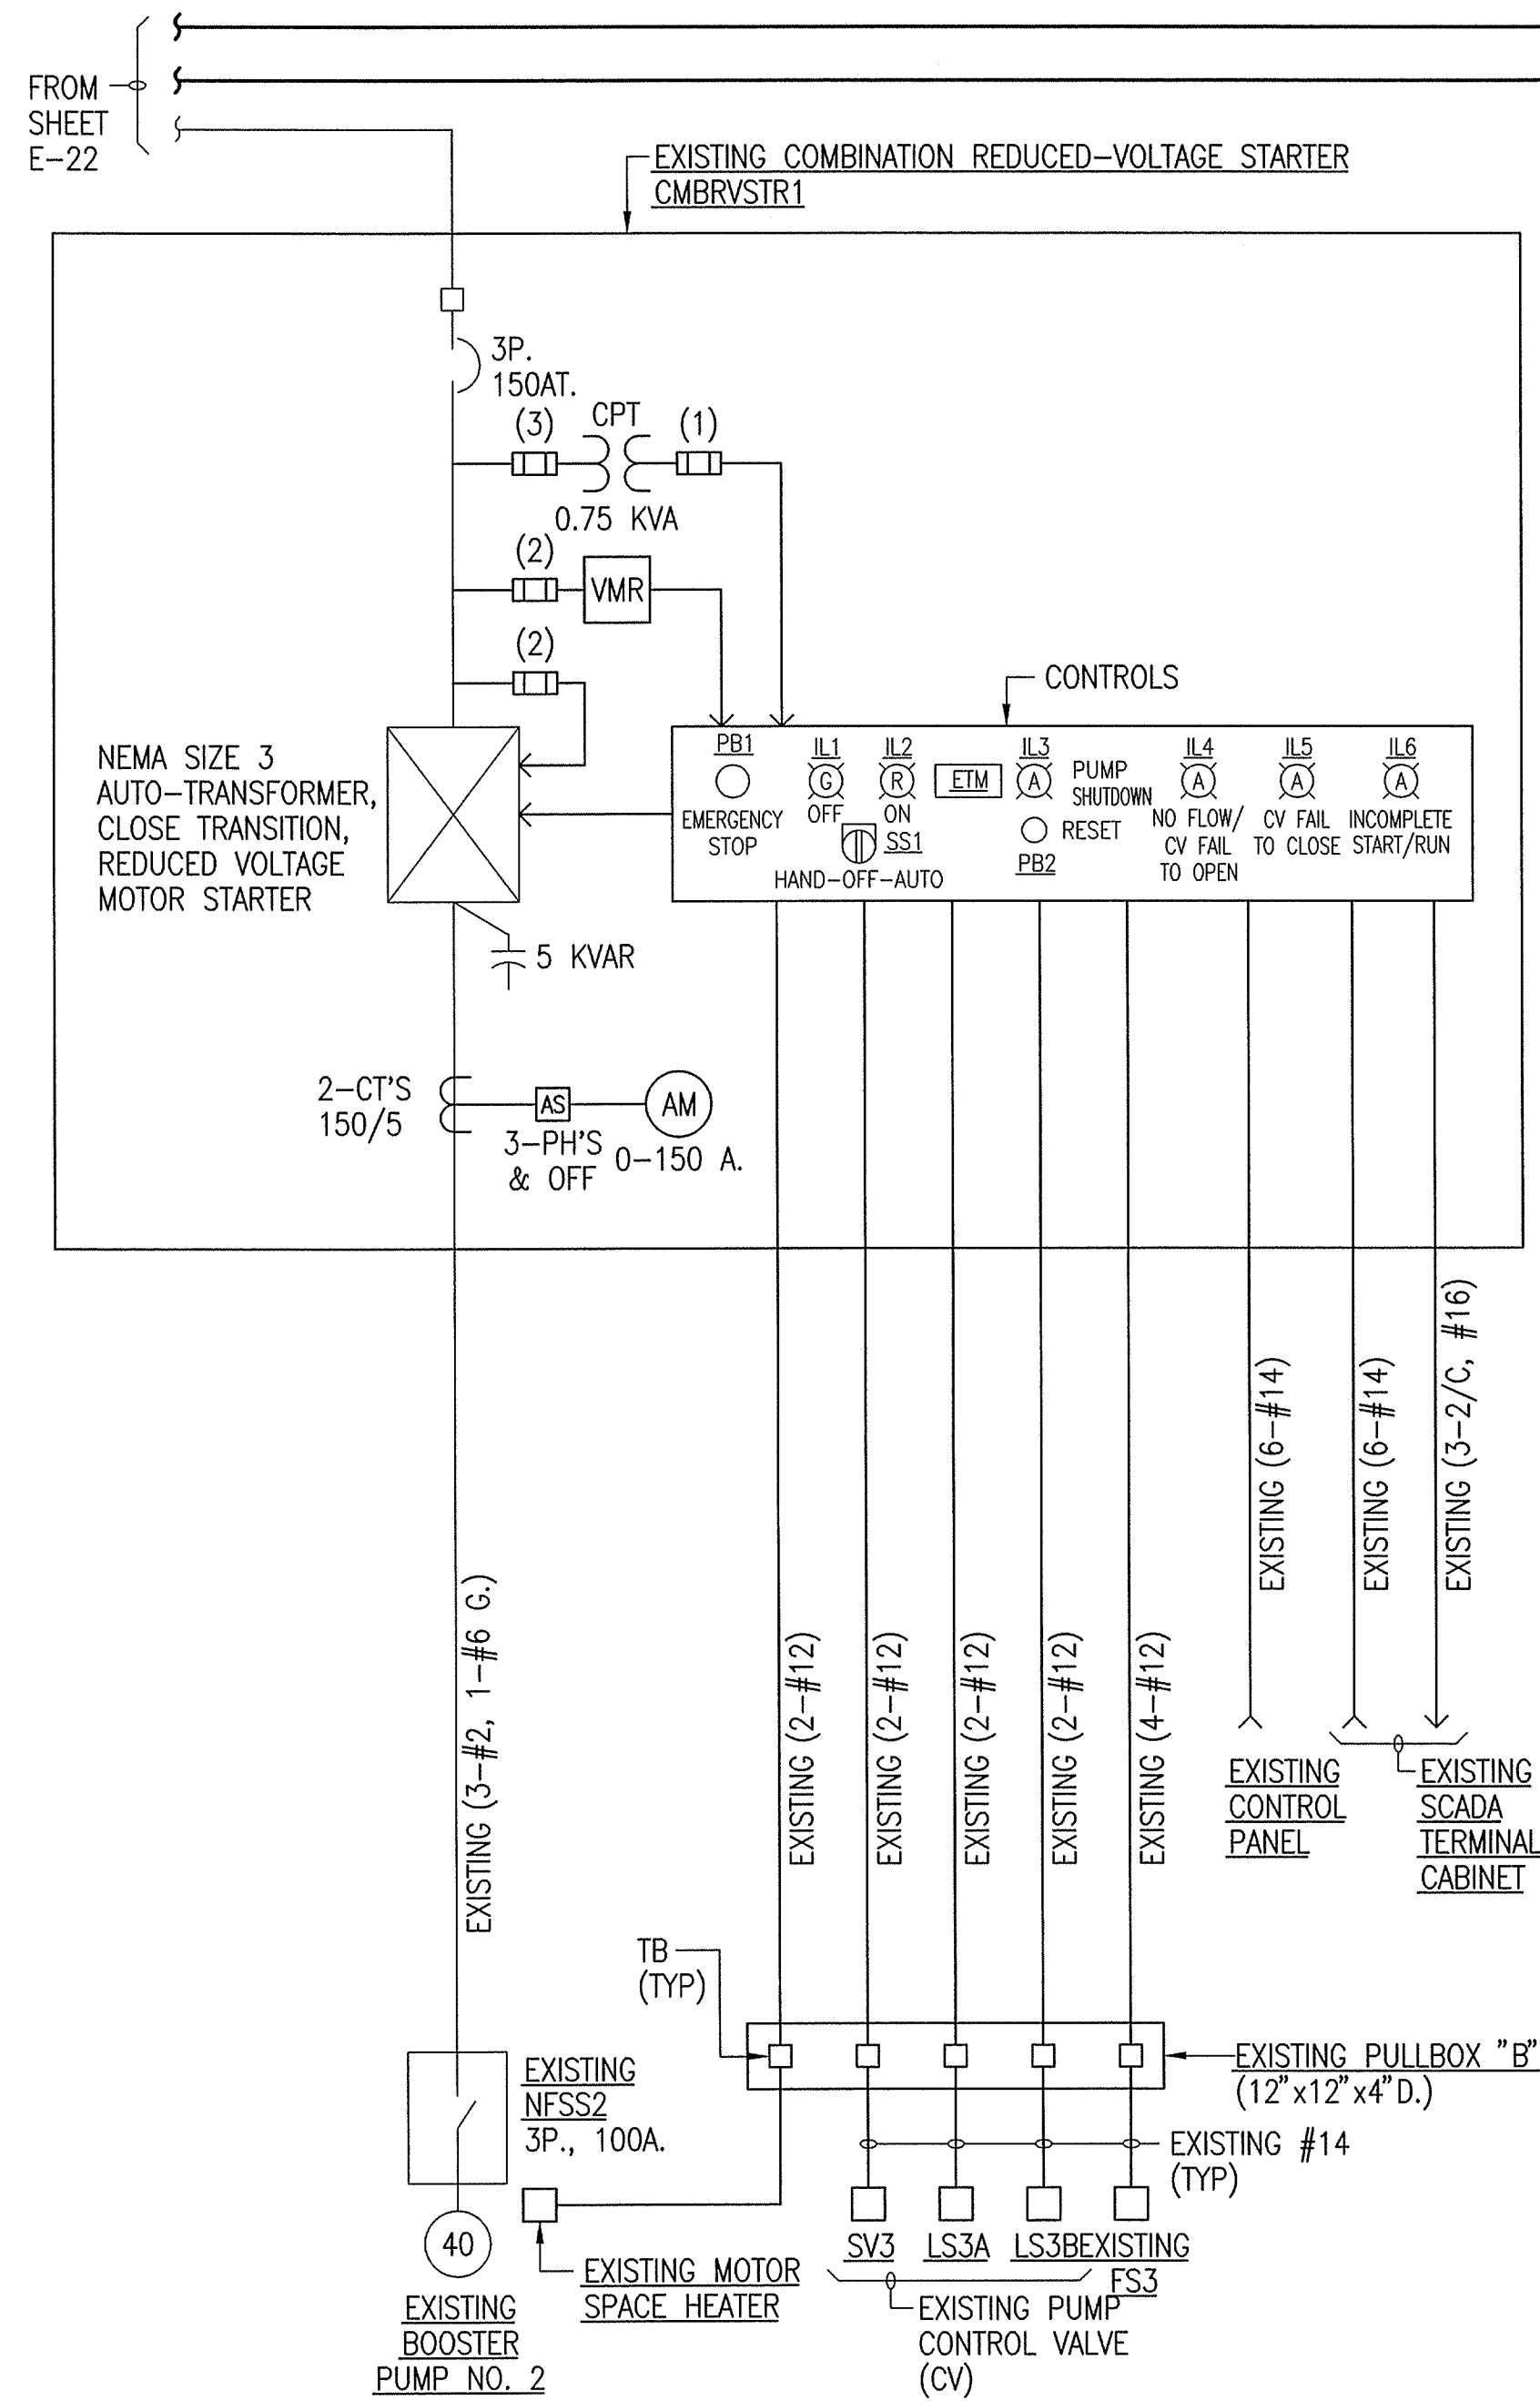 FROM
SHEET
E-22
EXISTING COMBINATION REDUCED-VOLTAGE STARTER
CMBRVSTR1
3P.
150AT.
(3)
CPT
(1)
0.75 KVA
(2)
VMR
(2)
CONTROLS
NEMA SIZE 3
AUTO-TRANSFORMER,
CLOSE TRANSITION,
REDUCED VOLTAGE
MOTOR STARTER
PB1
EMERGENCY
STOP
IL1
G
OFF
IL2
R
ON
SS1
HAND-OFF-AUTO
ETM
IL3
A
PUMP
SHUTDOWN
RESET
PB2
IL4
A
NO FLOW/
CV FAIL
TO OPEN
IL5
A
CV FAIL
TO CLOSE
IL6
A
INCOMPLETE
START/RUN
5 KVAR
2-CT'S
150/5
AS
3-PH'S
& OFF
AM
0-150 A.
EXISTING (3-#2, 1-#6 G.)
EXISTING (2-#12)
EXISTING (2-#12)
EXISTING (2-#12)
EXISTING (2-#12)
EXISTING (4-#12)
EXISTING (6-#14)
EXISTING (6-#14)
EXISTING (3-2/C, #16)
EXISTING
CONTROL
PANEL
EXISTING
SCADA
TERMINAL
CABINET
TB
(TYP)
EXISTING PULLBOX "B"
(12"x12"x4"D.)
EXISTING
NFSS2
3P., 100A.
EXISTING #14
(TYP)
40
EXISTING
BOOSTER
PUMP NO. 2
EXISTING MOTOR
SPACE HEATER
SV3
LS3A
LS3B
EXISTING
FS3
EXISTING PUMP
CONTROL VALVE
(CV)